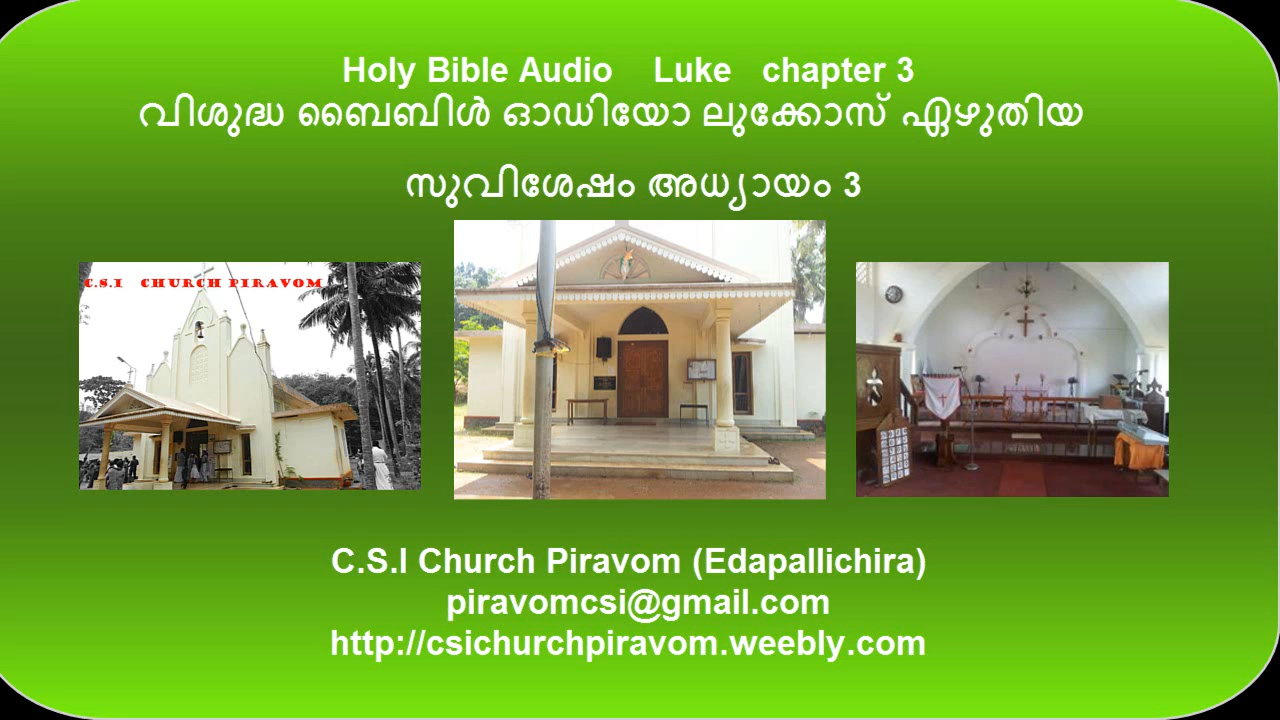 Holy Bible Audio Luke chapter 3
വിശുദ്ധ ബൈബിൾ ഓഡിയോ ലുക്കോസ് ഏഴുതിയ
സുവിശേഷം അധ്യായം 3
C.S.I CHURCH PIRAVOM
C.S.I Church Piravom (Edapallichira)
piravomcsi@gmail.com
http://csichurchpiravom.weebly.com